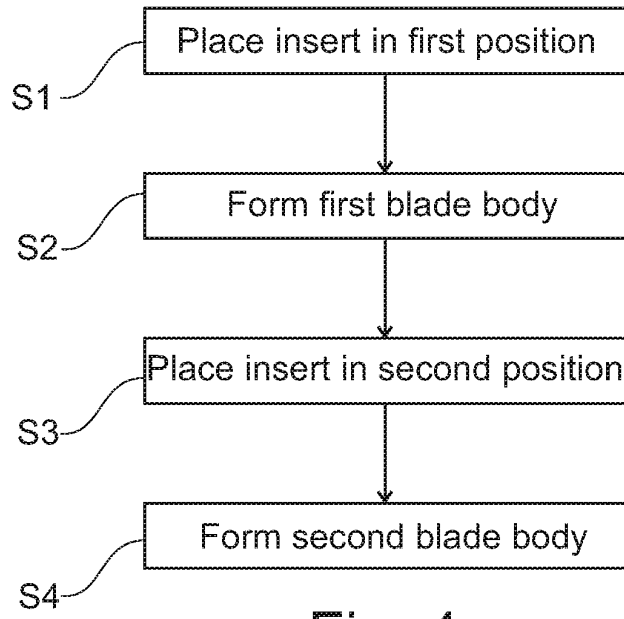 Place insert in first position
S1
Form first blade body
S2
Place insert in second position
S3
Form second blade body
S4